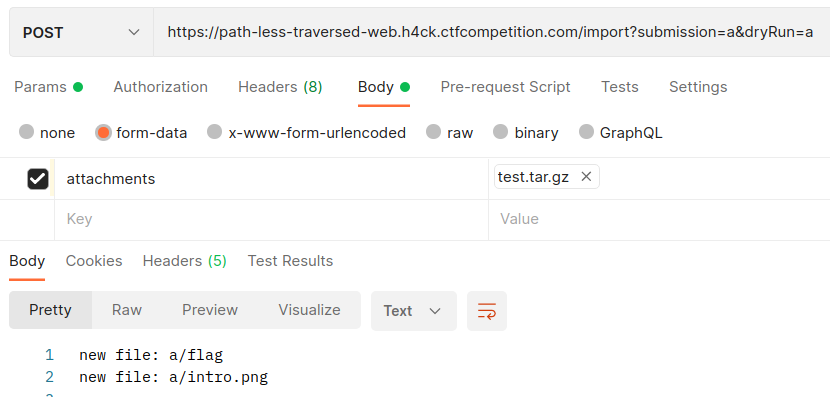 POST https://path-less-traversed-web.h4ck.ctfcompetition.com/import?submission=a&dryRun=a
Params Authorization Headers (8) Body Pre-request Script Tests Settings
none form-data x-www-form-urlencoded raw binary GraphQL
attachments test.tar.gz
Key Value
Body Cookies Headers (5) Test Results
Pretty Raw Preview Visualize Text
1 new file: a/flag
2 new file: a/intro.png